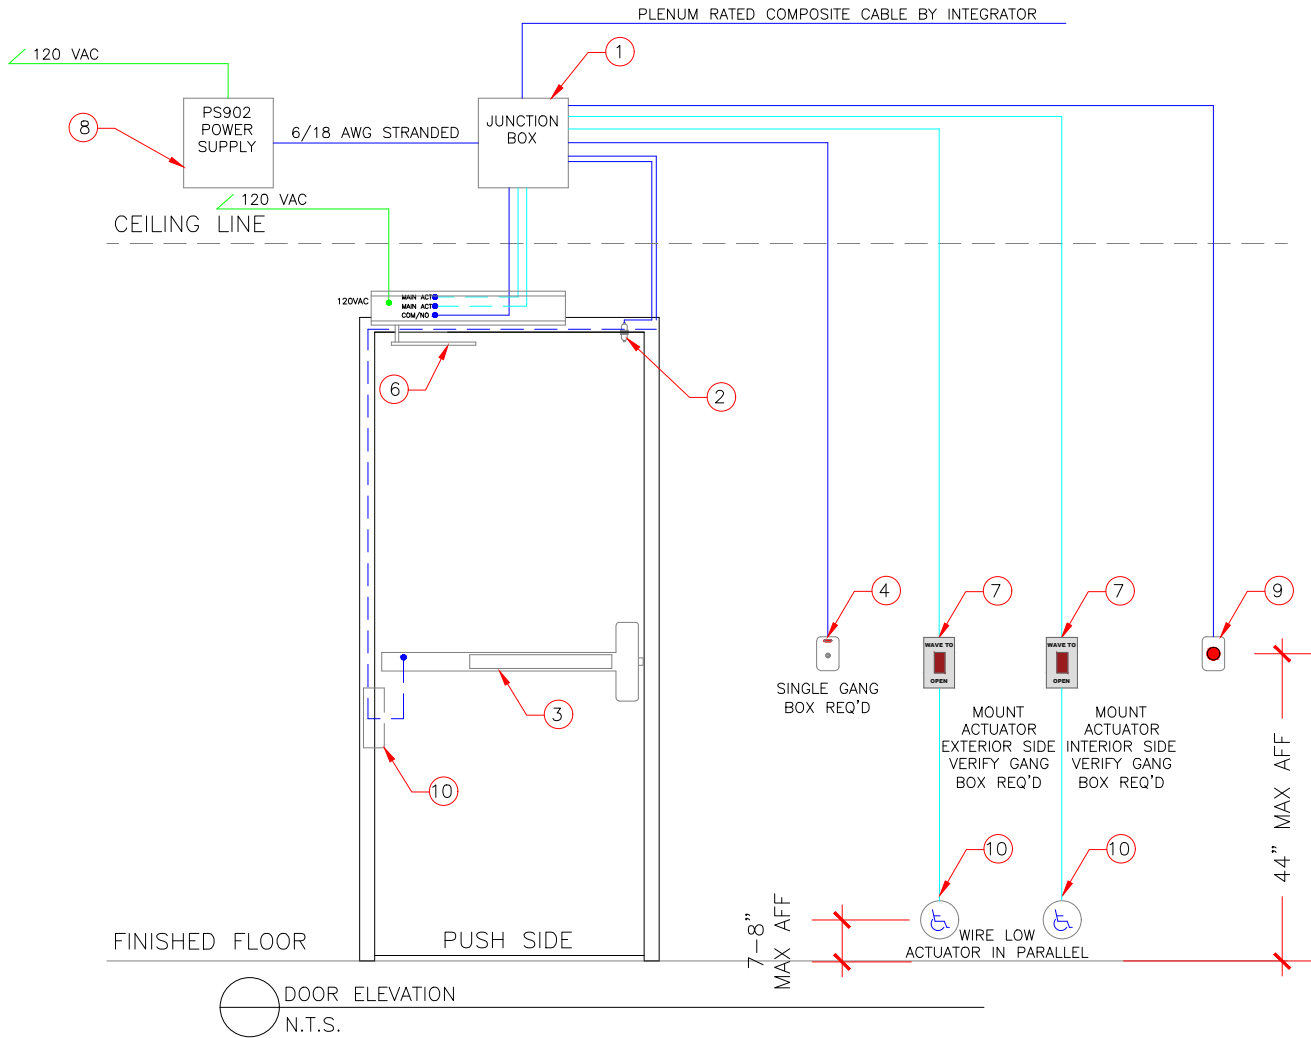 PLENUM RATED COMPOSITE CABLE BY INTEGRATOR
120 VAC
1
PS902
POWER
SUPPLY
8
6/18 AWG STRANDED
JUNCTION
BOX
120 VAC
CEILING LINE
120VAC
MAIN ACT
MAIN ACT
COM/NO
6
2
4
7
7
9
WAVE TO
OPEN
WAVE TO
OPEN
SINGLE GANG
BOX REQ'D
3
MOUNT
ACTUATOR
EXTERIOR SIDE
VERIFY GANG
BOX REQ'D
MOUNT
ACTUATOR
INTERIOR SIDE
VERIFY GANG
BOX REQ'D
10
44" MAX AFF
10
10
7-8"
MAX AFF
WIRE LOW
ACTUATOR IN PARALLEL
FINISHED FLOOR
PUSH SIDE
DOOR ELEVATION
N.T.S.